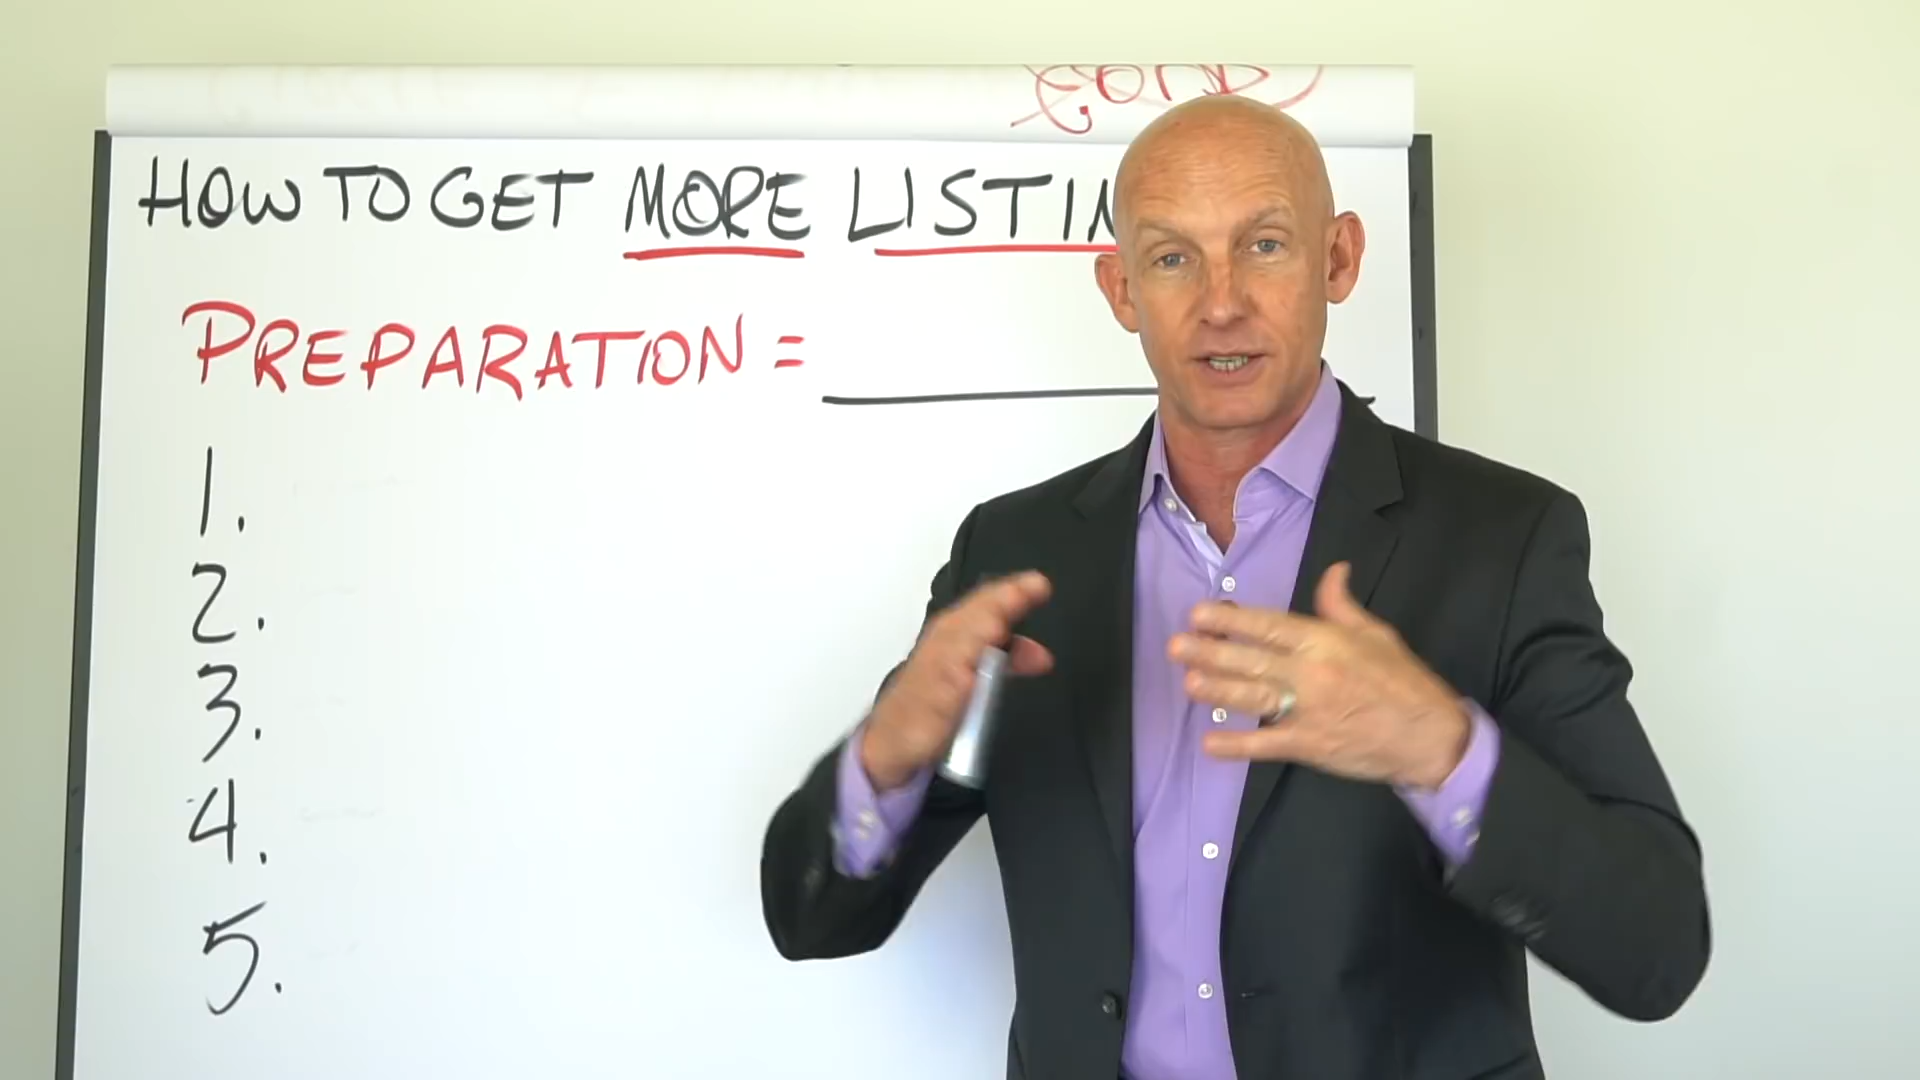 HOW TO GET MORE LISTIN
PREPARATION =
1.
2.
3.
4.
5.